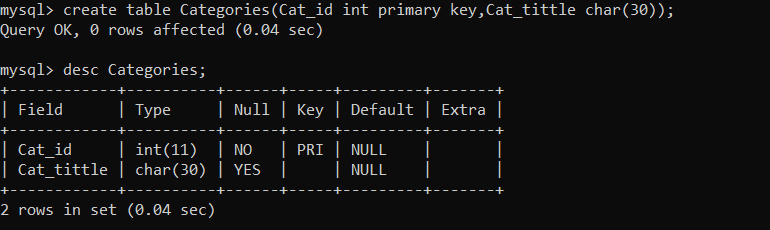 mysql> create table Categories(Cat_id int primary key,Cat_tittle char(30));
Query OK, 0 rows affected (0.04 sec)

mysql> desc Categories;
+------------+----------+------+-----+---------+-------+
| Field      | Type     | Null | Key | Default | Extra |
+------------+----------+------+-----+---------+-------+
| Cat_id     | int(11)  | NO   | PRI | NULL    |       |
| Cat_tittle | char(30) | YES  |     | NULL    |       |
+------------+----------+------+-----+---------+-------+
2 rows in set (0.04 sec)